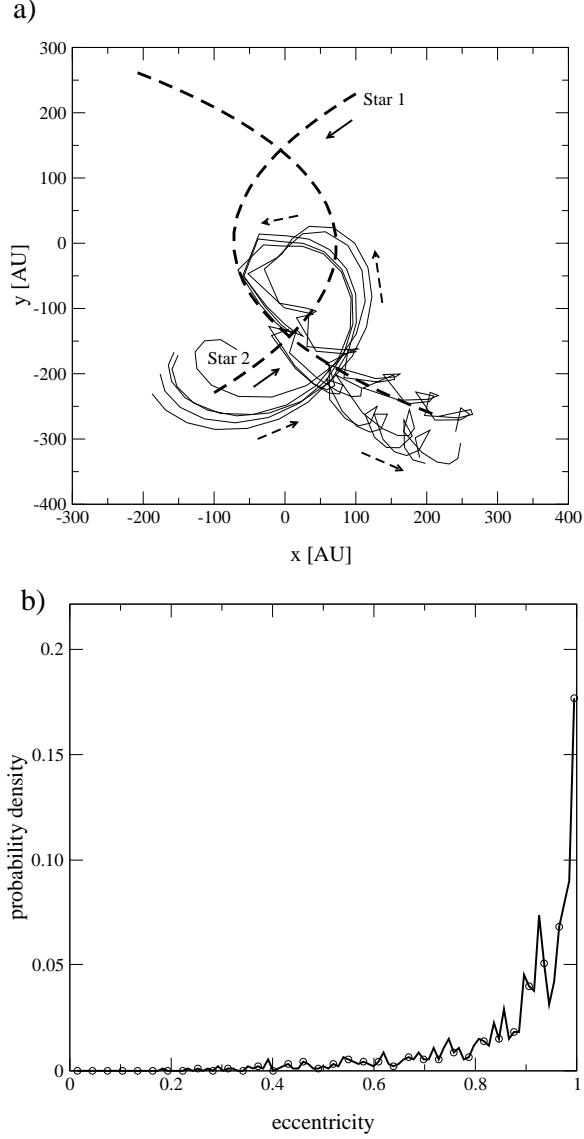 a)
300
200
100
0
-100
-200
-300
-400
y [AU]
Star 1
Star 2
-300 -200 -100 0 100 200 300 400
x [AU]
b)
0.2
0.15
0.10
0.05
0
probability density
0 0.2 0.4 0.6 0.8 1
eccentricity